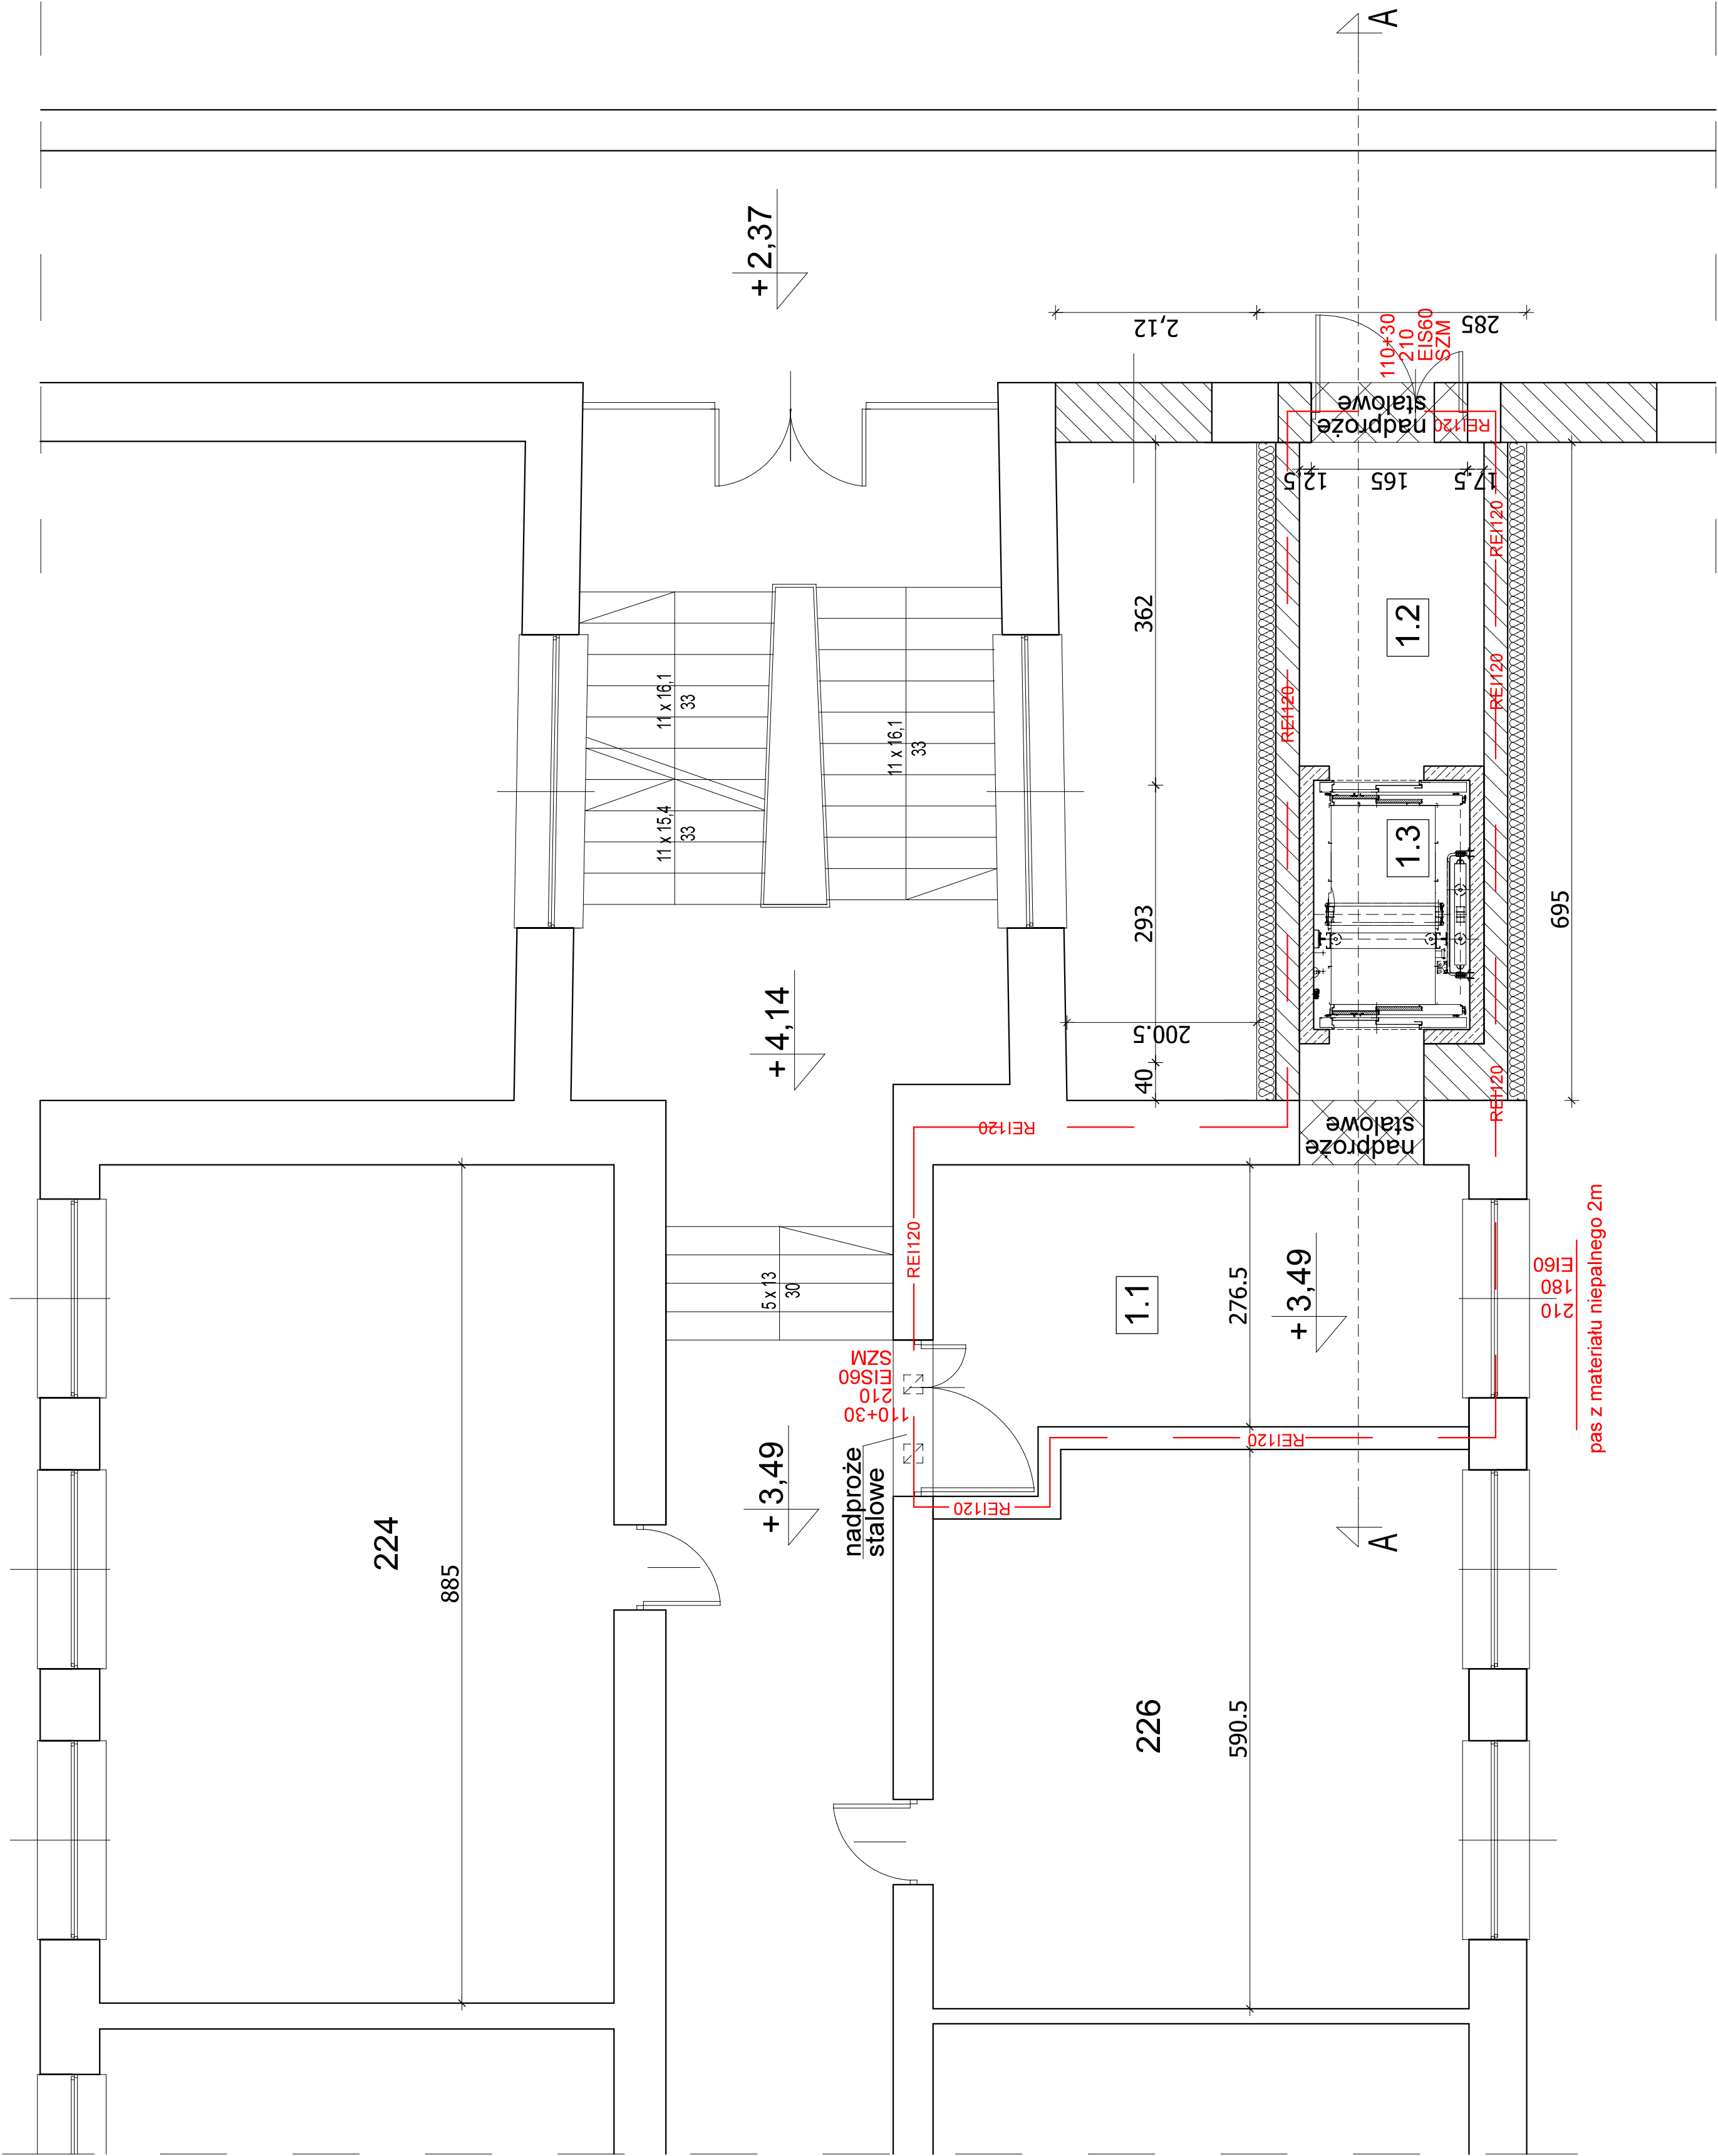 A
+ 2,37
2,12
285
110+30
210
EIS60
SZM
nadproże
stalowe
REI120
12.5
165
17.5
REI120
362
1.2
REI120
REI120
11 x 16,1
33
11 x 16,1
33
11 x 15,4
33
1.3
293
695
+ 4,14
200.5
40
REI120
REI120
nadproże
stalowe
REI120
5 x 13
30
1.1
276.5
+ 3,49
EI60
180
210
pas z materiału niepalnego 2m
110+30
210
EIS60
SZM
nadproże
stalowe
+ 3,49
REI120
REI120
A
224
885
226
590.5